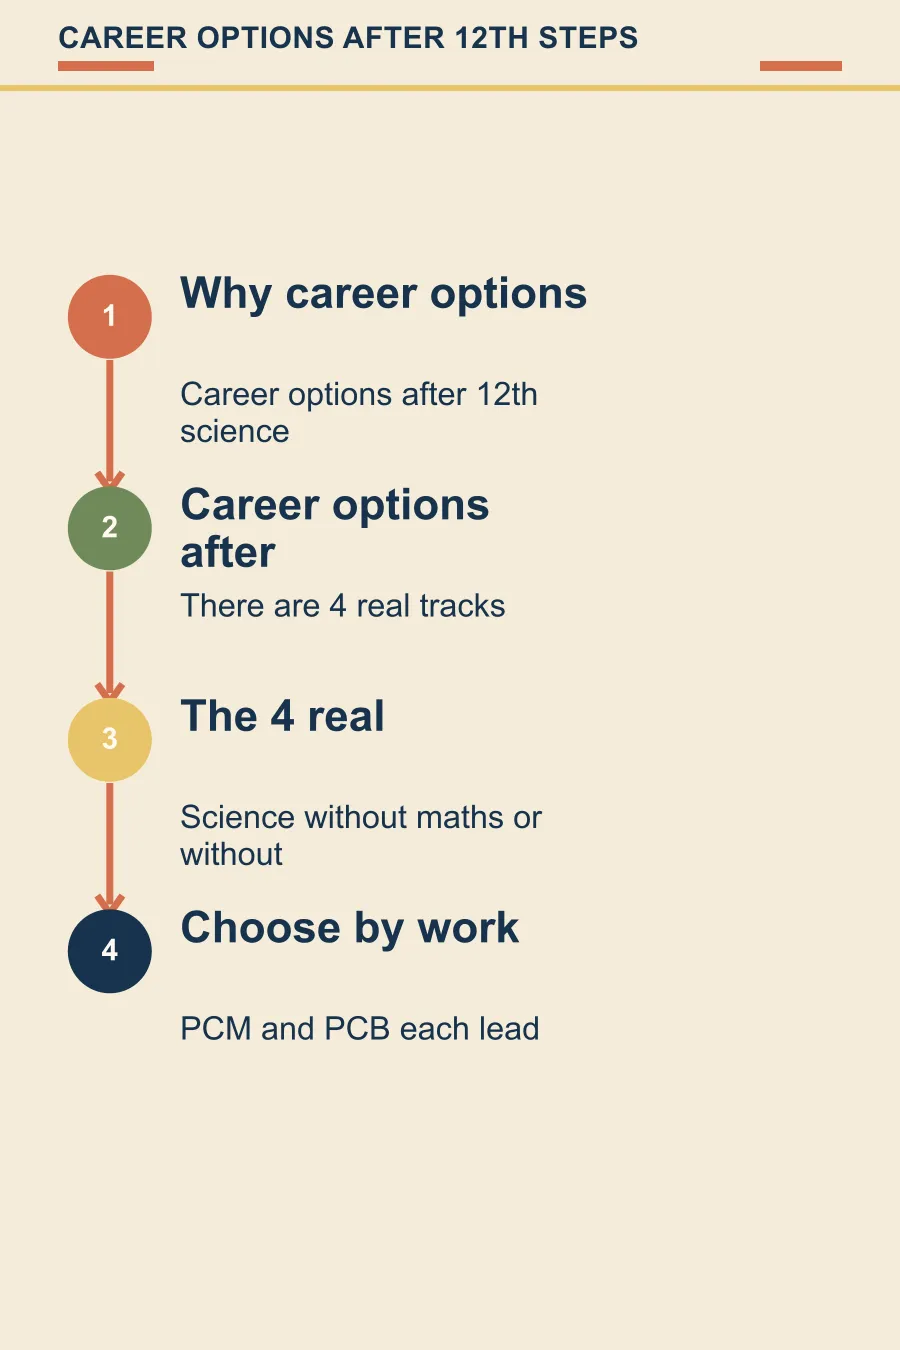 CAREER OPTIONS AFTER 12TH STEPS
1
Why career options
Career options after 12th
science
2
Career options
after
There are 4 real tracks
3
The 4 real
Science without maths or
without
4
Choose by work
PCM and PCB each lead